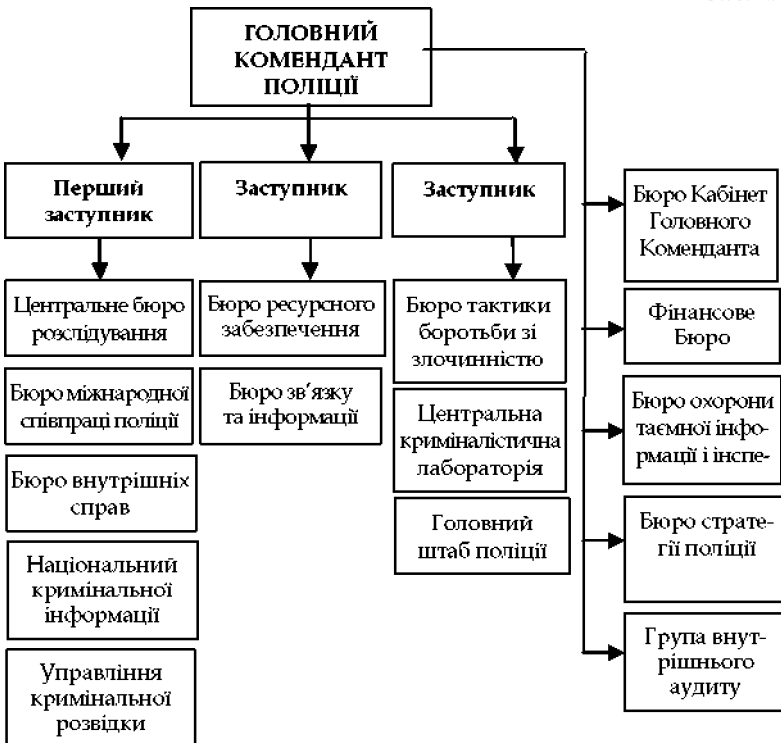 ГОЛОВНИЙ
КОМЕНДАНТ
ПОЛІЦІЇ
Перший
заступник
Заступник
Заступник
Центральне бюро
розслідування
Бюро міжнародної
співпраці поліції
Бюро внутрішніх
справ
Національний
кримінальної
інформації
Управління
кримінальної
розвідки
Бюро ресурсного
забезпечення
Бюро зв’язку
та інформації
Бюро тактики
боротьби зі
злочинністю
Центральна
криміналістична
лабораторія
Головний
штаб поліції
Бюро Кабінет
Головного
Коменданта
Фінансове
Бюро
Бюро охорони
таємної інфо-
рмації і інспе-
Бюро страте-
гії поліції
Група внут-
рішнього
аудиту